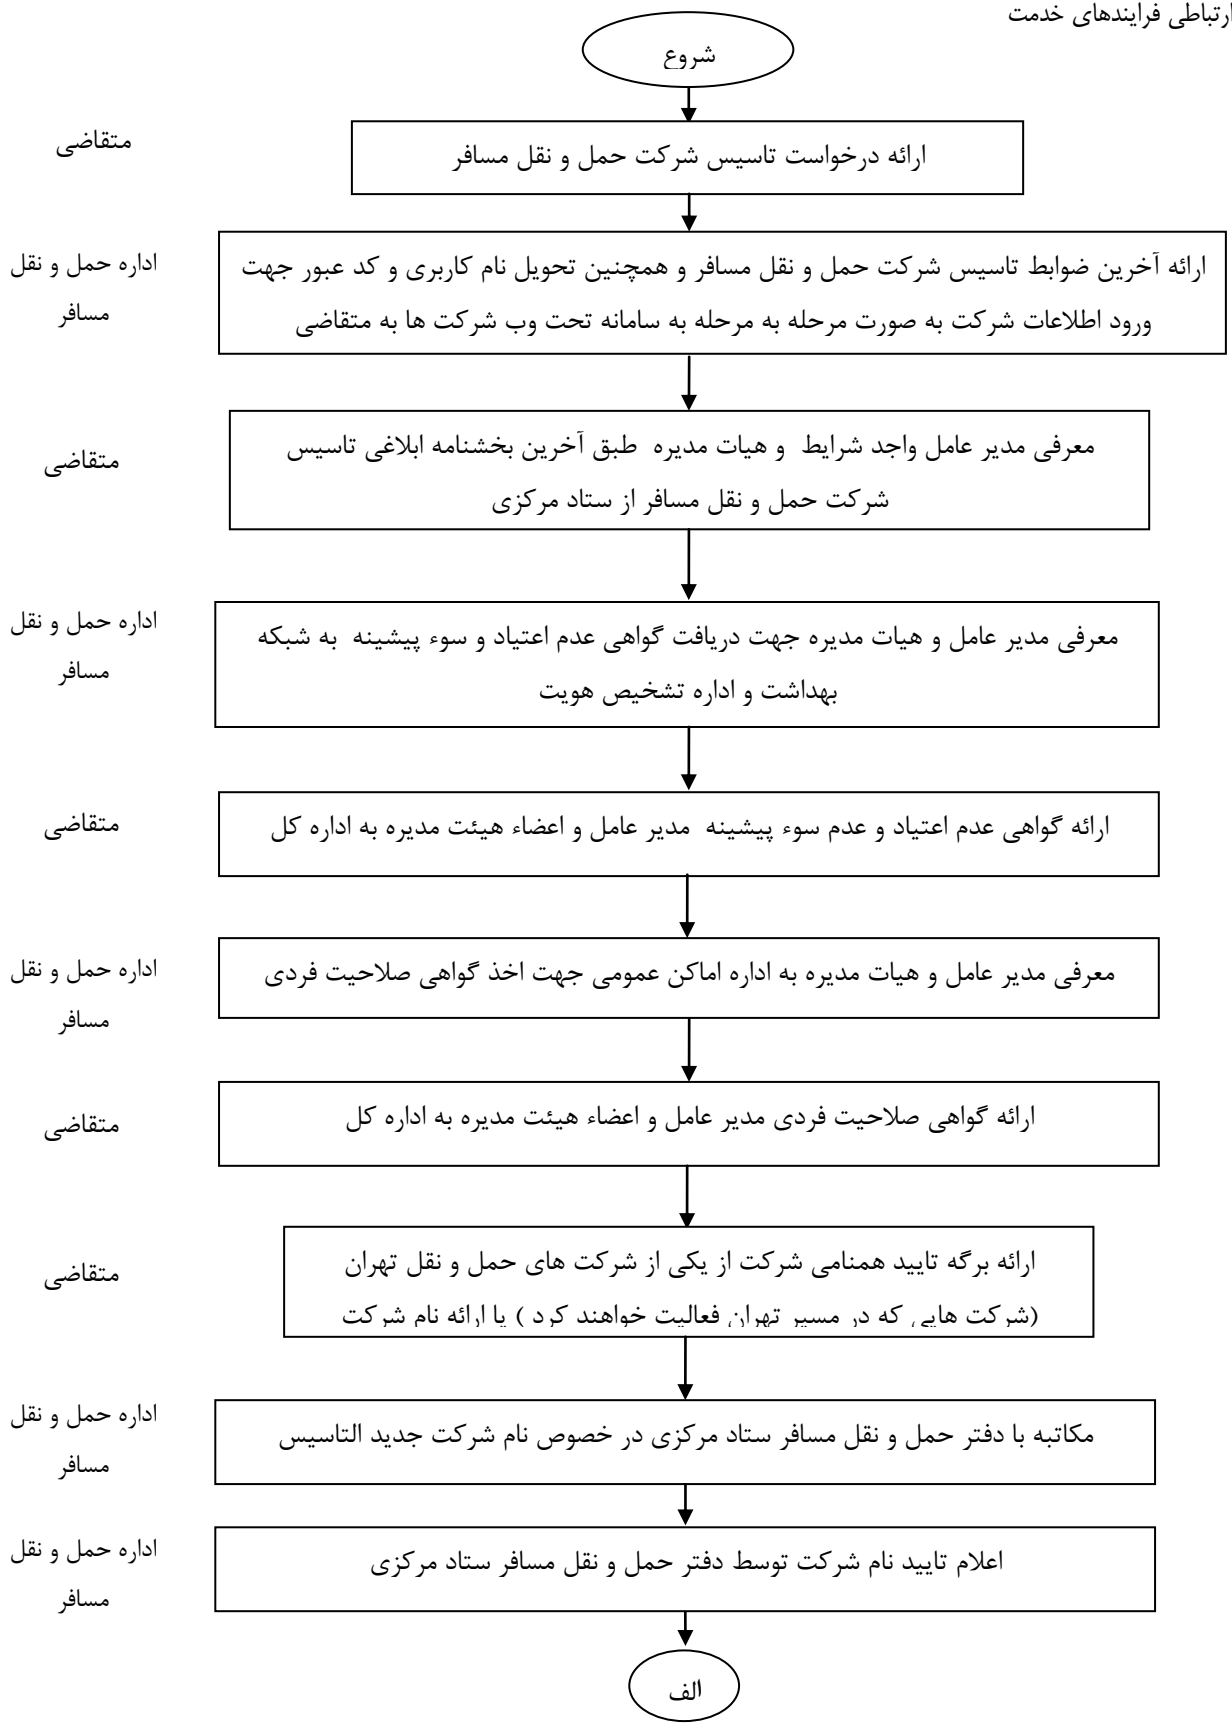 ارتباطی فرایندهای خدمت
شروع
متقاضی
ارائه درخواست تاسیس شرکت حمل و نقل مسافر
اداره حمل و نقل
مسافر
ارائه آخرین ضوابط تاسیس شرکت حمل و نقل مسافر و همچنین تحویل نام کاربری و کد عبور جهت
ورود اطلاعات شرکت به صورت مرحله به مرحله به سامانه تحت وب شرکت ها به متقاضی
متقاضی
معرفی مدیر عامل واجد شرایط و هیات مدیره طبق آخرین بخشنامه ابلاغی تاسیس
شرکت حمل و نقل مسافر از ستاد مرکزی
اداره حمل و نقل
مسافر
معرفی مدیر عامل و هیات مدیره جهت دریافت گواهی عدم اعتیاد و سوء پیشینه به شبکه
بهداشت و اداره تشخیص هویت
متقاضی
ارائه گواهی عدم اعتیاد و عدم سوء پیشینه مدیر عامل و اعضاء هیئت مدیره به اداره کل
اداره حمل و نقل
مسافر
معرفی مدیر عامل و هیات مدیره به اداره اماکن عمومی جهت اخذ گواهی صلاحیت فردی
متقاضی
ارائه گواهی صلاحیت فردی مدیر عامل و اعضاء هیئت مدیره به اداره کل
متقاضی
ارائه برگه تایید همنامی شرکت از یکی از شرکت های حمل و نقل تهران
(شرکت هایی که در مسیر تهران فعالیت خواهند کرد ) یا ارائه نام شرکت
اداره حمل و نقل
مسافر
مکاتبه با دفتر حمل و نقل مسافر ستاد مرکزی در خصوص نام شرکت جدید التاسیس
اداره حمل و نقل
مسافر
اعلام تایید نام شرکت توسط دفتر حمل و نقل مسافر ستاد مرکزی
الف